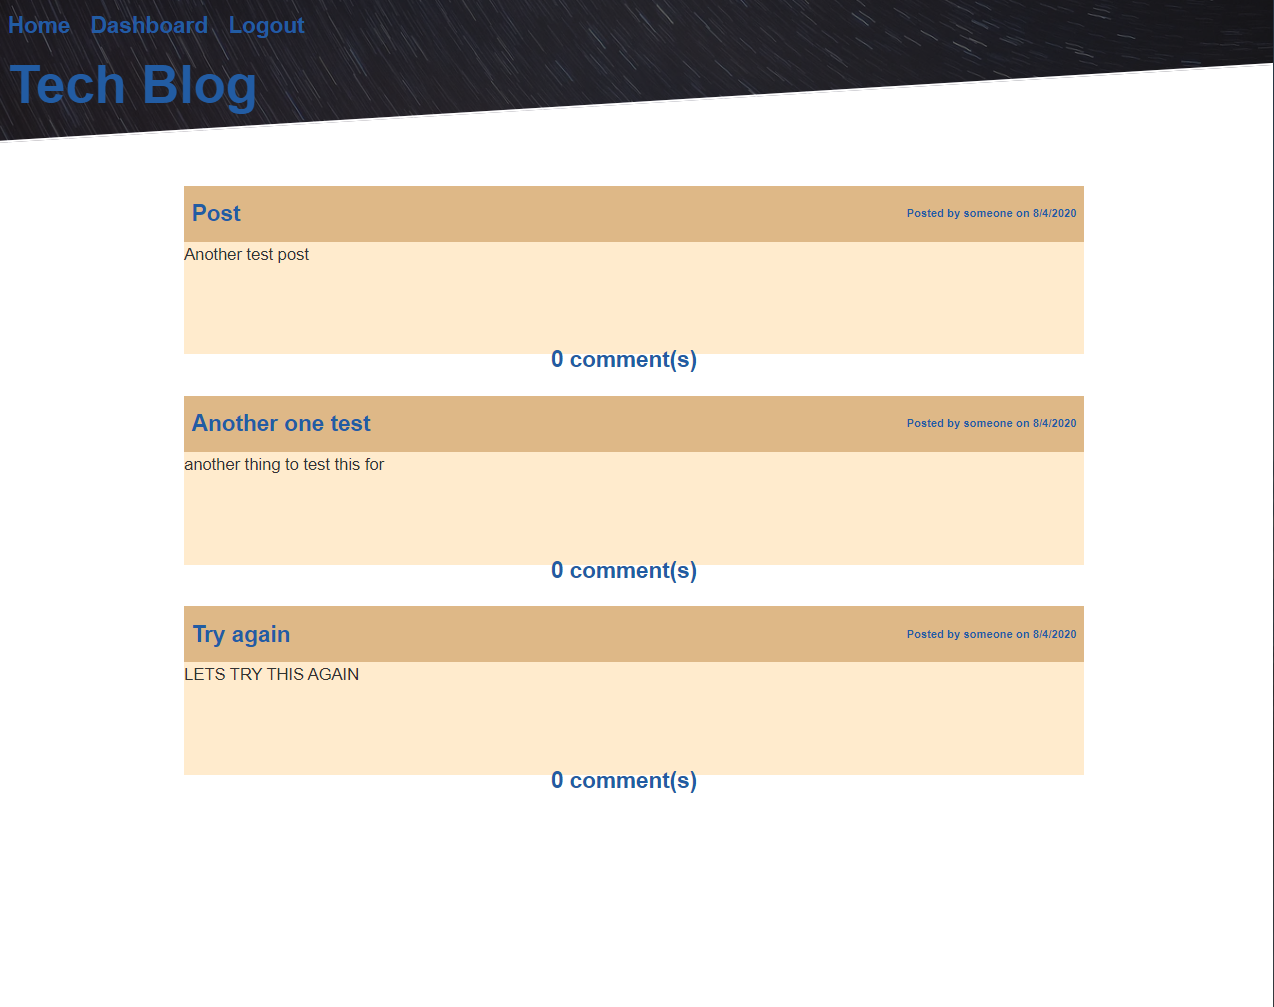 Home Dashboard Logout
Tech Blog
Post Posted by someone on 8/4/2020
Another test post
0 comment(s)
Another one test Posted by someone on 8/4/2020
another thing to test this for
0 comment(s)
Try again Posted by someone on 8/4/2020
LETS TRY THIS AGAIN
0 comment(s)